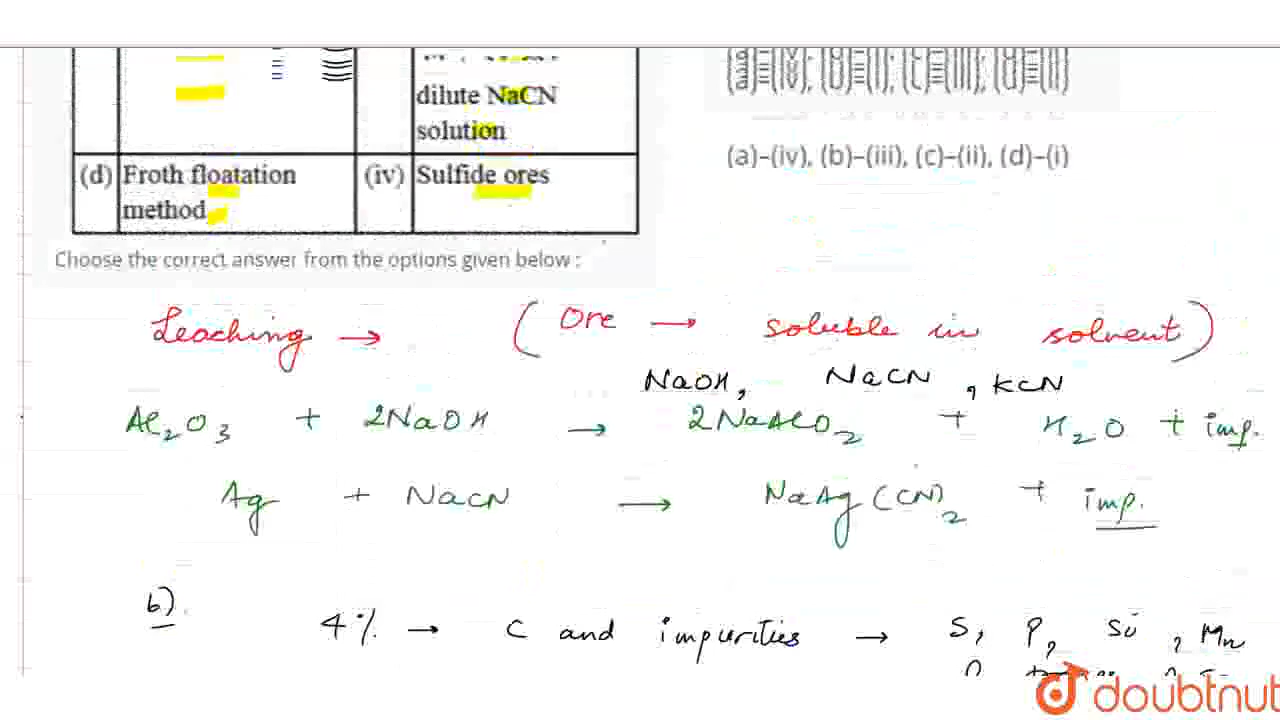 dilute NaCN
solution
(d) Froth floatation method (iv) Sulfide ores
(a)–(iv), (b)–(iii), (c)–(ii), (d)–(i)
Choose the correct answer from the options given below :
Leaching → ( Ore → soluble in solvent )
NaOH, NaCN, KCN
Al₂O₃ + 2NaOH → 2NaAlO₂ + H₂O + imp.
Ag + NaCN → NaAg(CN)₂ + imp.
b)
4% → C and impurities → S, P, Si, Mn
doubtnut